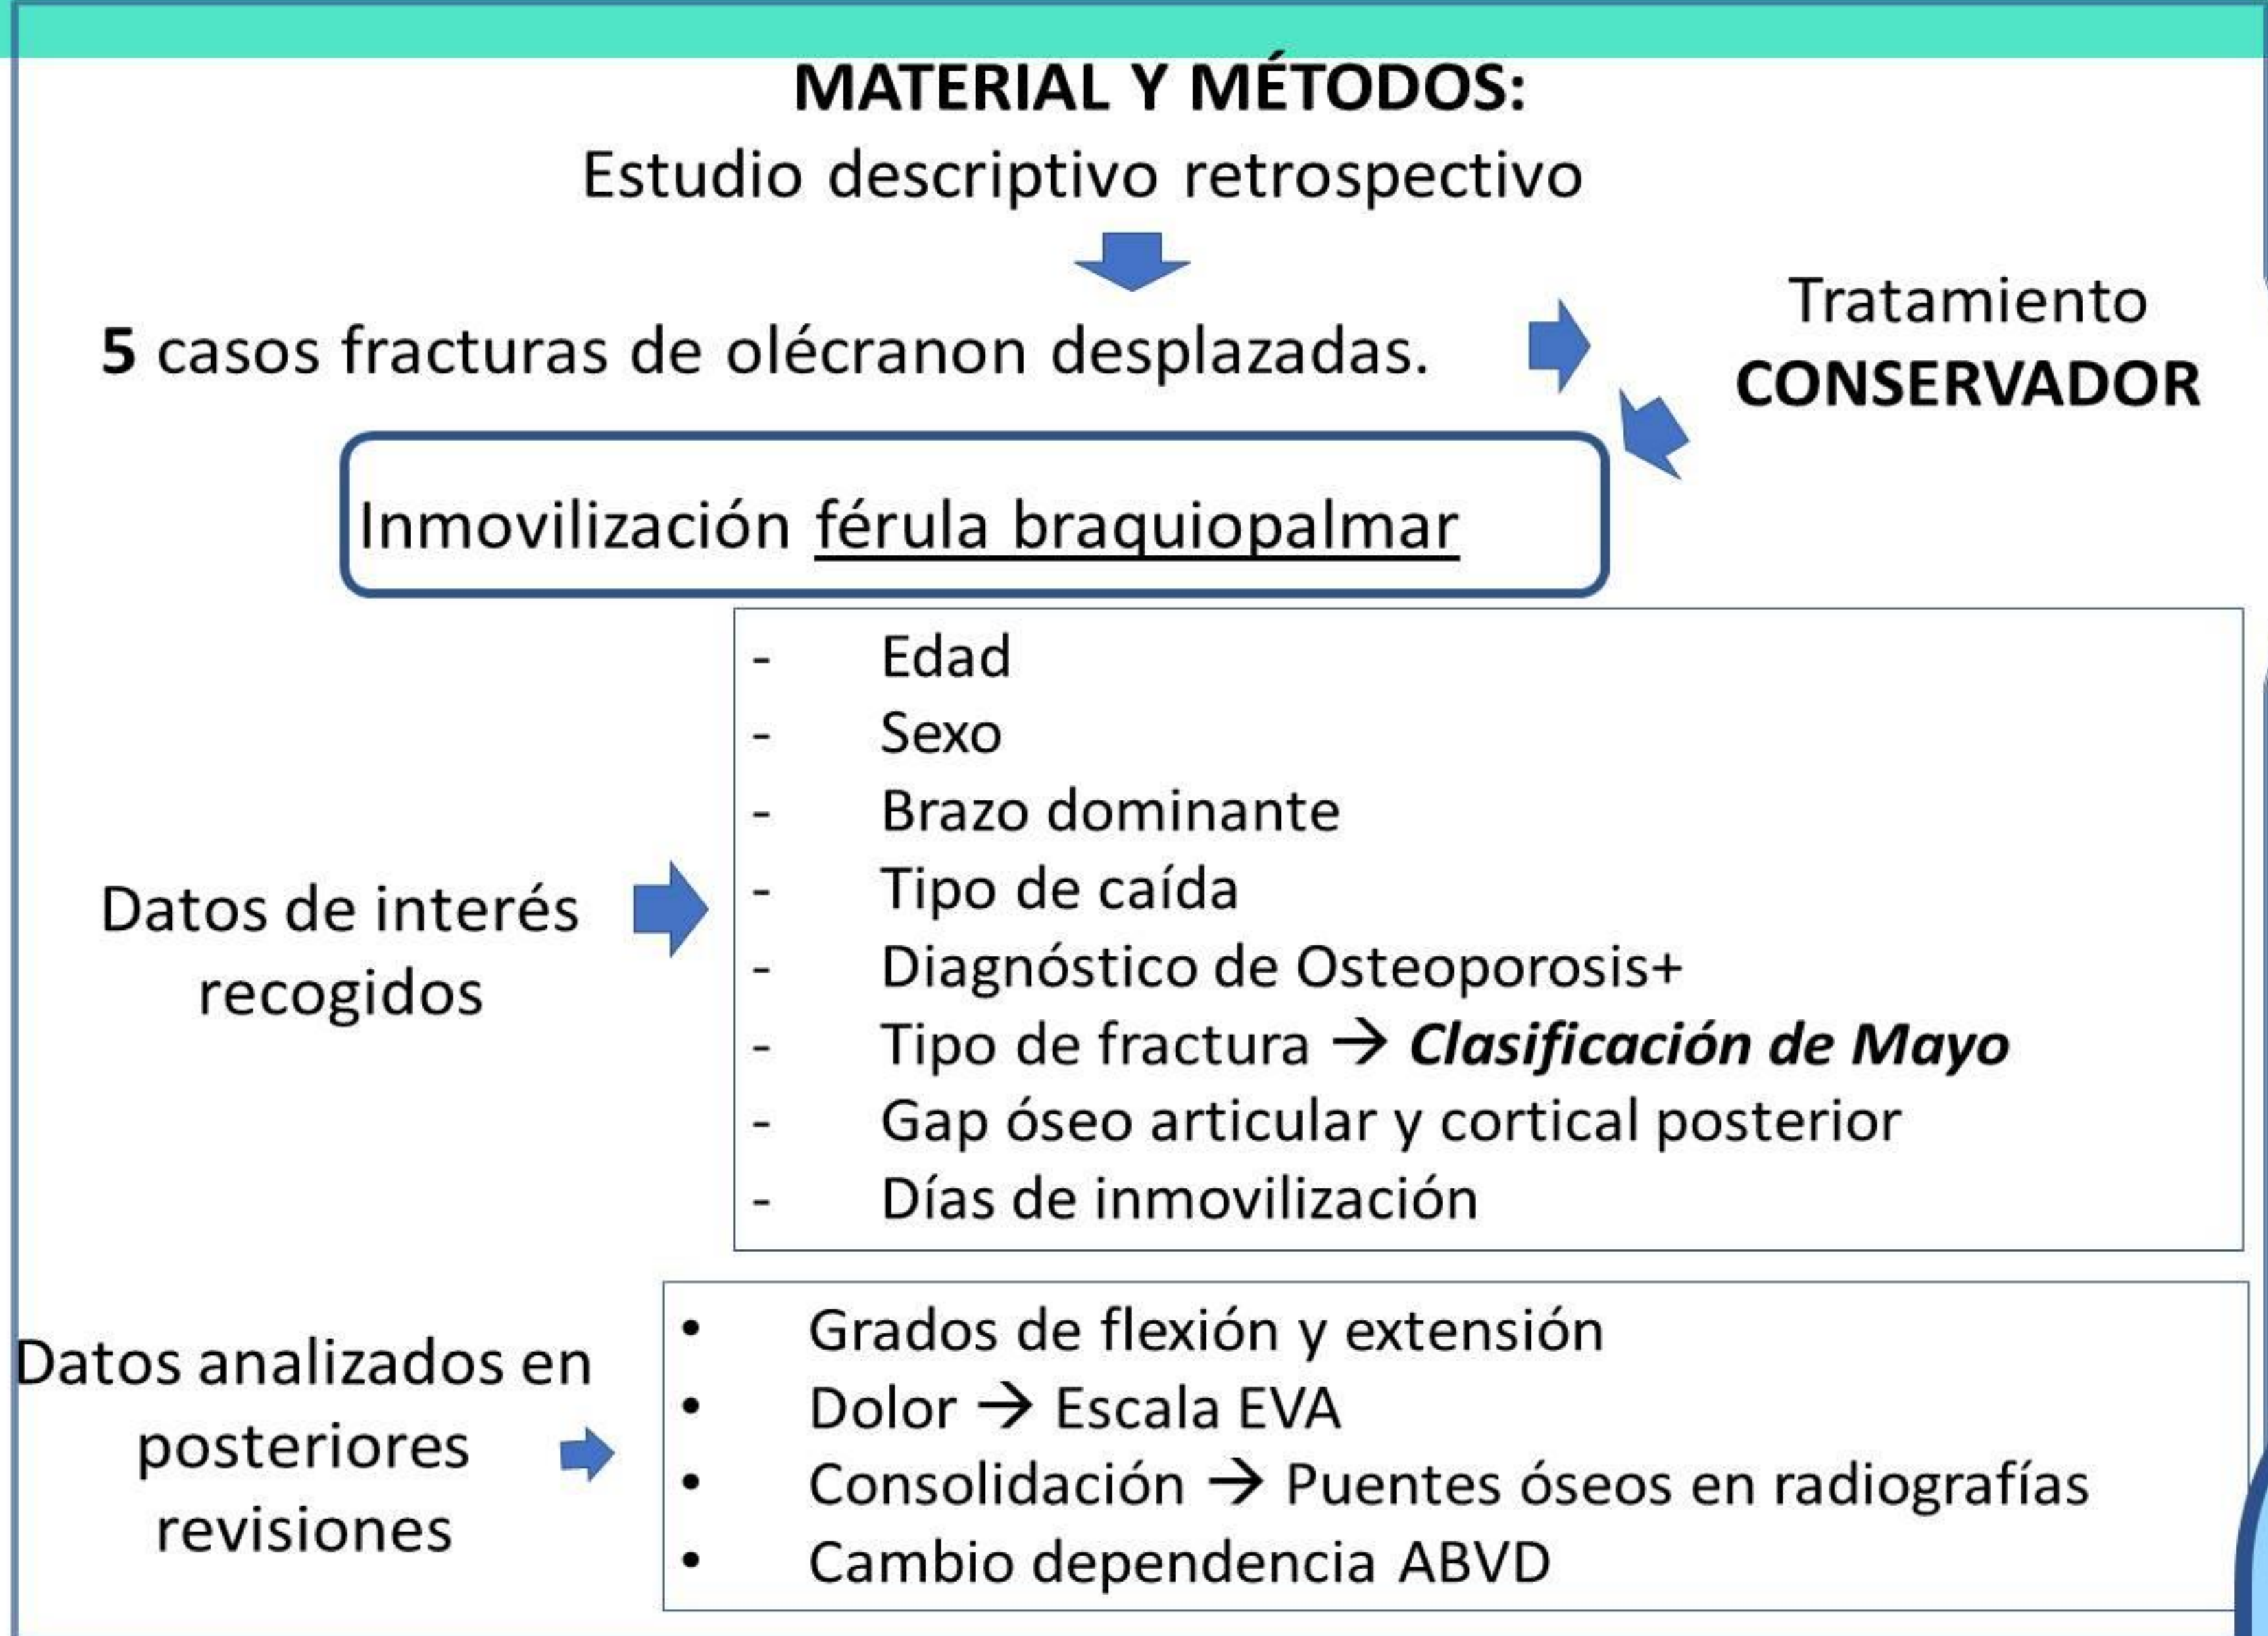 MATERIAL Y MÉTODOS:
Estudio descriptivo retrospectivo
5 casos fracturas de olécranon desplazadas.
Tratamiento
CONSERVADOR
Inmovilización férula braquiopalmar
Datos de interés
recogidos
- Edad
- Sexo
- Brazo dominante
- Tipo de caída
- Diagnóstico de Osteoporosis+
- Tipo de fractura → Clasificación de Mayo
- Gap óseo articular y cortical posterior
- Días de inmovilización
Datos analizados en
posteriores
revisiones
• Grados de flexión y extensión
• Dolor → Escala EVA
• Consolidación → Puentes óseos en radiografías
• Cambio dependencia ABVD